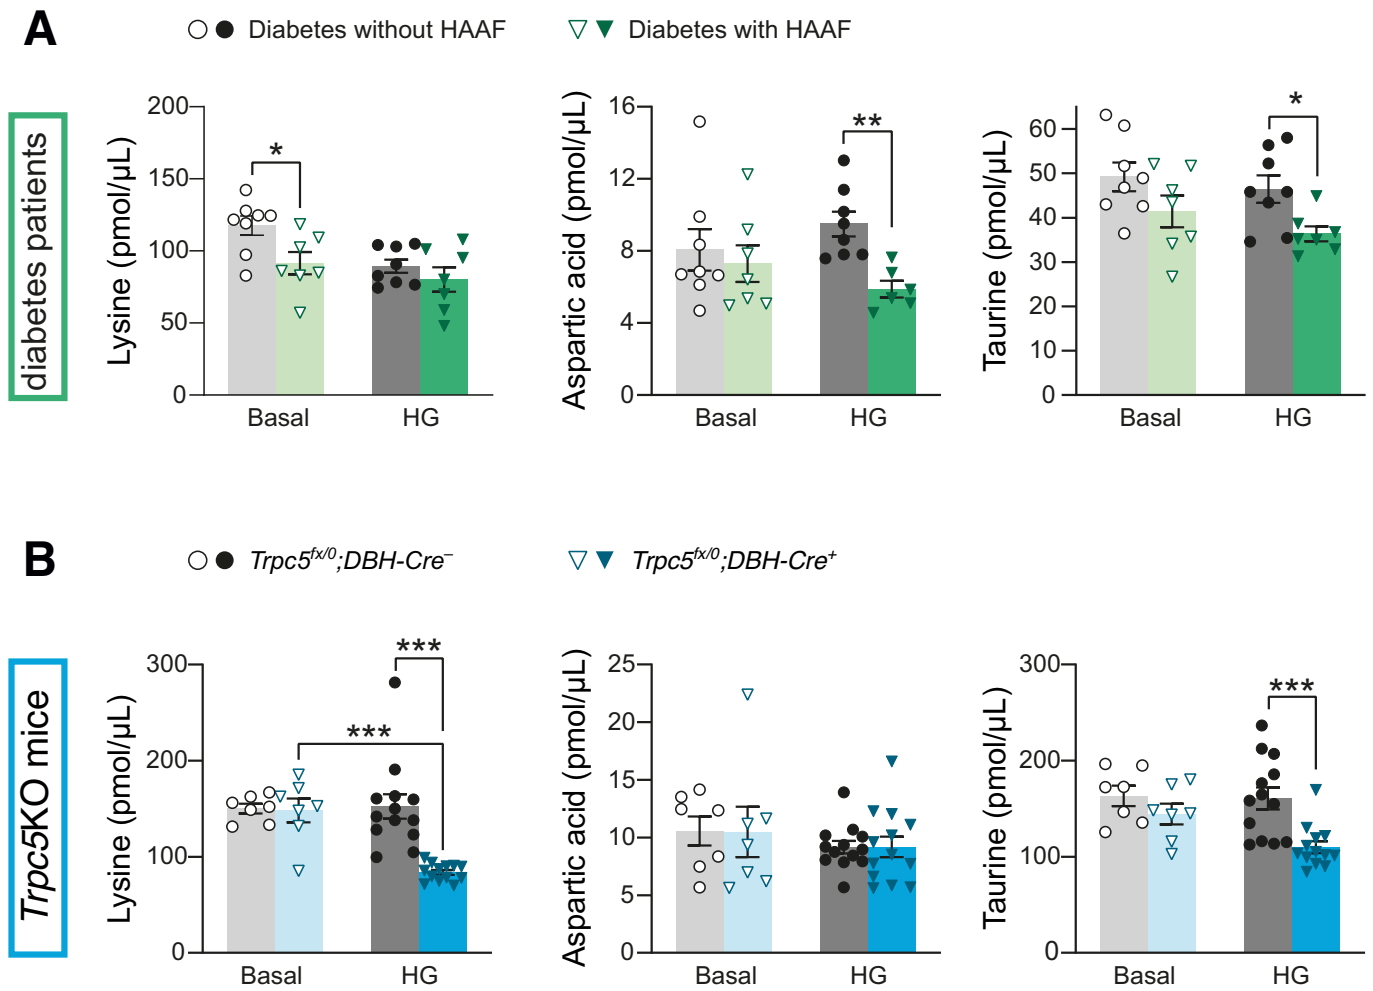 A
Diabetes without HAAF
Diabetes with HAAF
diabetes patients
Lysine (pmol/µL)
200
150
100
50
0
*
Basal
HG
Aspartic acid (pmol/µL)
16
12
8
4
0
**
Basal
HG
Taurine (pmol/µL)
60
50
40
30
20
10
0
*
Basal
HG
B
Trpc5fx/0;DBH-Cre–
Trpc5fx/0;DBH-Cre+
Trpc5KO mice
Lysine (pmol/µL)
300
200
100
0
***
***
Basal
HG
Aspartic acid (pmol/µL)
25
20
15
10
5
0
Basal
HG
Taurine (pmol/µL)
300
200
100
0
***
Basal
HG